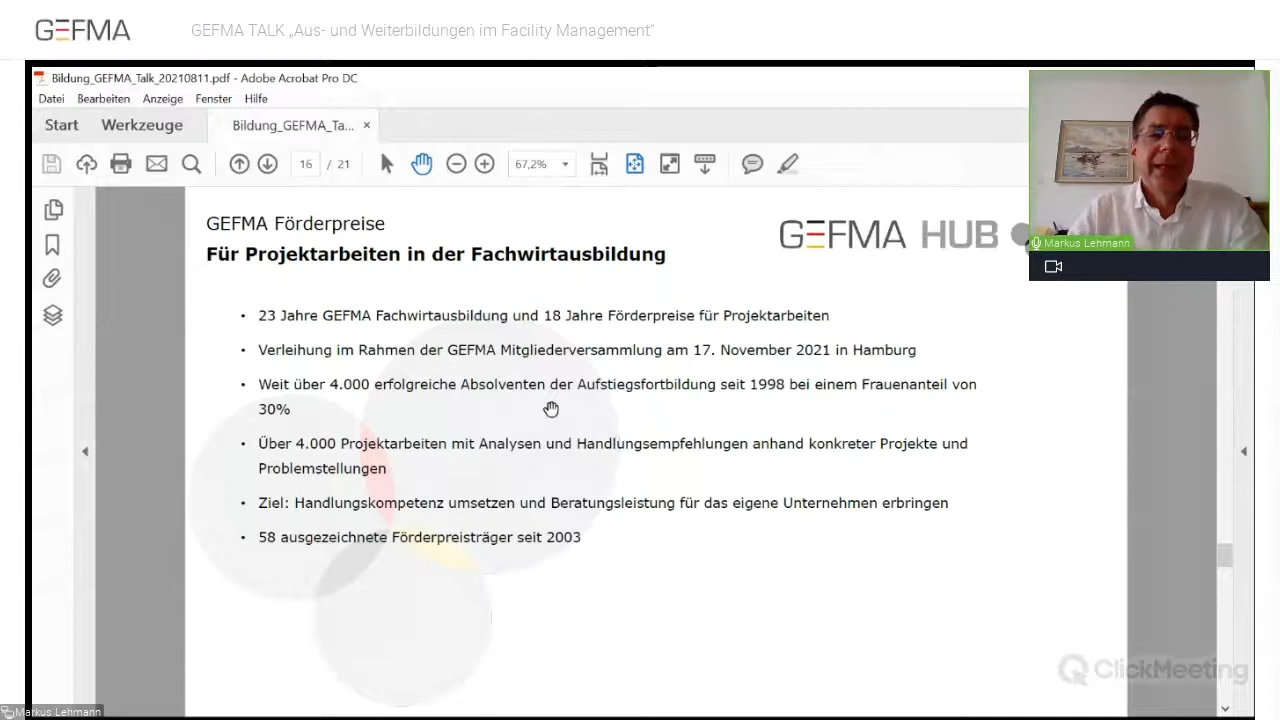 GEFMA
GEFMA TALK „Aus- und Weiterbildungen im Facility Management“
Bildung_GEFMA_Talk_20210811.pdf - Adobe Acrobat Pro DC
Datei Bearbeiten Anzeige Fenster Hilfe
Start Werkzeuge Bildung_GEFMA_Ta... ×
16 / 21 67,2%
GEFMA Förderpreise
GEFMA HUB
Für Projektarbeiten in der Fachwirtausbildung
Markus Lehmann
• 23 Jahre GEFMA Fachwirtausbildung und 18 Jahre Förderpreise für Projektarbeiten
• Verleihung im Rahmen der GEFMA Mitgliederversammlung am 17. November 2021 in Hamburg
• Weit über 4.000 erfolgreiche Absolventen der Aufstiegsfortbildung seit 1998 bei einem Frauenanteil von
30%
• Über 4.000 Projektarbeiten mit Analysen und Handlungsempfehlungen anhand konkreter Projekte und
Problemstellungen
• Ziel: Handlungskompetenz umsetzen und Beratungsleistung für das eigene Unternehmen erbringen
• 58 ausgezeichnete Förderpreisträger seit 2003
ClickMeeting
Markus Lehmann